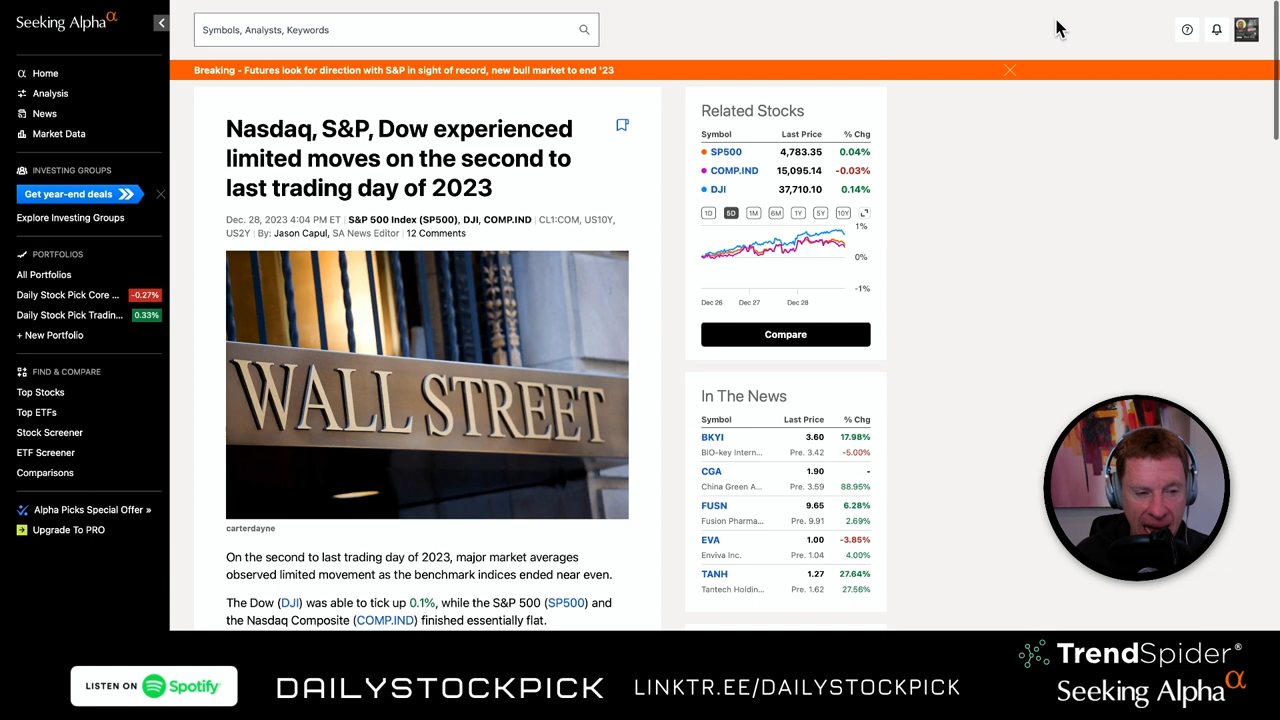 Seeking Alpha α
Symbols, Analysts, Keywords
Breaking - Futures look for direction with S&P in sight of record, new bull market to end '23
Home
Analysis
News
Market Data
INVESTING GROUPS
Get year-end deals
Explore Investing Groups
PORTFOLIOS
All Portfolios
Daily Stock Pick Core ... -0.27%
Daily Stock Pick Tradin... 0.33%
+ New Portfolio
FIND & COMPARE
Top Stocks
Top ETFs
Stock Screener
ETF Screener
Comparisons
Alpha Picks Special Offer »
Upgrade To PRO
Nasdaq, S&P, Dow experienced
limited moves on the second to
last trading day of 2023
Dec. 28, 2023 4:04 PM ET | S&P 500 Index (SP500), DJI, COMP.IND | CL1:COM, US10Y,
US2Y | By: Jason Capul, SA News Editor | 12 Comments
WALL STREET
carterdayne
On the second to last trading day of 2023, major market averages
observed limited movement as the benchmark indices ended near even.
The Dow (DJI) was able to tick up 0.1%, while the S&P 500 (SP500) and
the Nasdaq Composite (COMP.IND) finished essentially flat.
Related Stocks
Symbol Last Price % Chg
SP500 4,783.35 0.04%
COMP.IND 15,095.14 -0.03%
DJI 37,710.10 0.14%
1D 5D 1M 6M 1Y 5Y 10Y
1%
0%
-1%
Dec 26 Dec 27 Dec 28
Compare
In The News
Symbol Last Price % Chg
BKYI 3.60 17.98%
BIO-key Intern... Pre. 3.42 -5.00%
CGA 1.90 -
China Green A... Pre. 3.59 88.95%
FUSN 9.65 6.28%
Fusion Pharma... Pre. 9.91 2.69%
EVA 1.00 -3.85%
Enviva Inc. Pre. 1.04 4.00%
TANH 1.27 27.64%
Tantech Holdin... Pre. 1.62 27.56%
LISTEN ON Spotify
DAILYSTOCKPICK
LINKTR.EE/DAILYSTOCKPICK
TrendSpider®
Seeking Alpha α